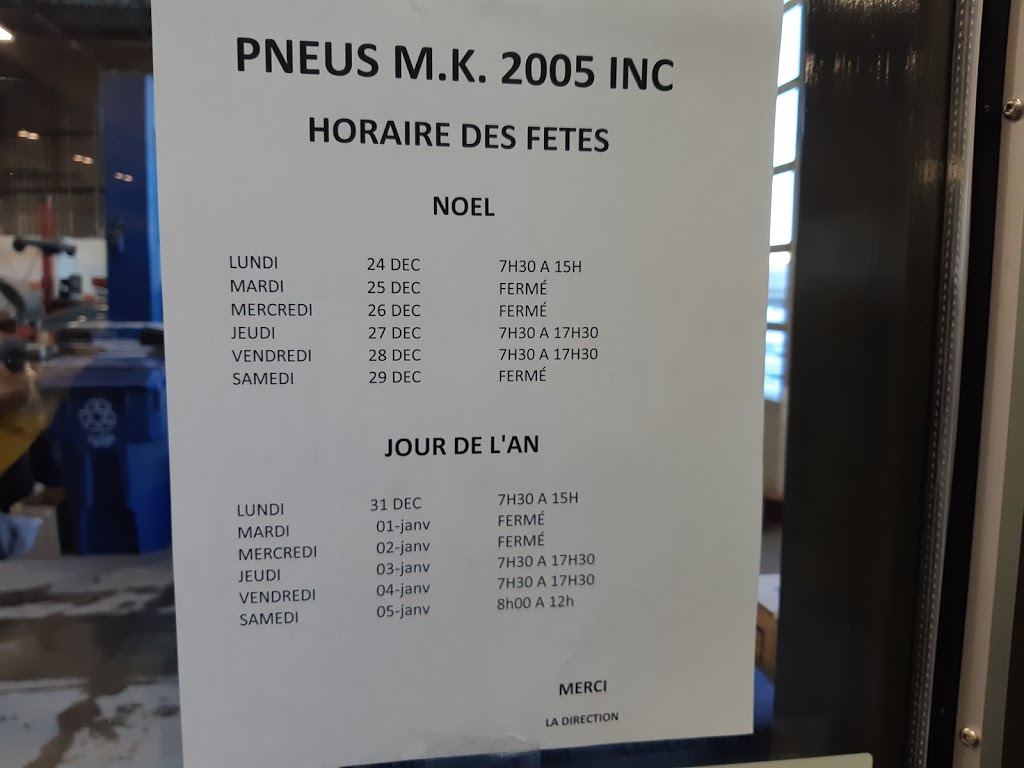 PNEUS M.K. 2005 INC
HORAIRE DES FETES
NOEL
LUNDI 24 DEC 7H30 A 15H
MARDI 25 DEC FERMÉ
MERCREDI 26 DEC FERMÉ
JEUDI 27 DEC 7H30 A 17H30
VENDREDI 28 DEC 7H30 A 17H30
SAMEDI 29 DEC FERMÉ
JOUR DE L'AN
LUNDI 31 DEC 7H30 A 15H
MARDI 01-janv FERMÉ
MERCREDI 02-janv FERMÉ
JEUDI 03-janv 7H30 A 17H30
VENDREDI 04-janv 7H30 A 17H30
SAMEDI 05-janv 8h00 A 12h
MERCI
LA DIRECTION